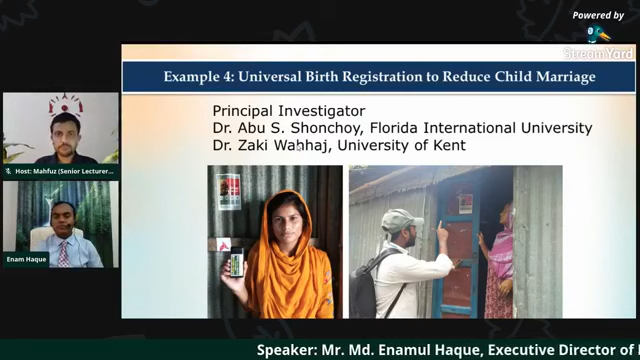 Powered by
StreamYard
Example 4: Universal Birth Registration to Reduce Child Marriage
Principal Investigator
Dr. Abu S. Shonchoy, Florida International University
Dr. Zaki Wahhaj, University of Kent
Host: Mahfuz (Senior Lecturer...
Enam Haque
Speaker: Mr. Md. Enamul Haque, Executive Director of